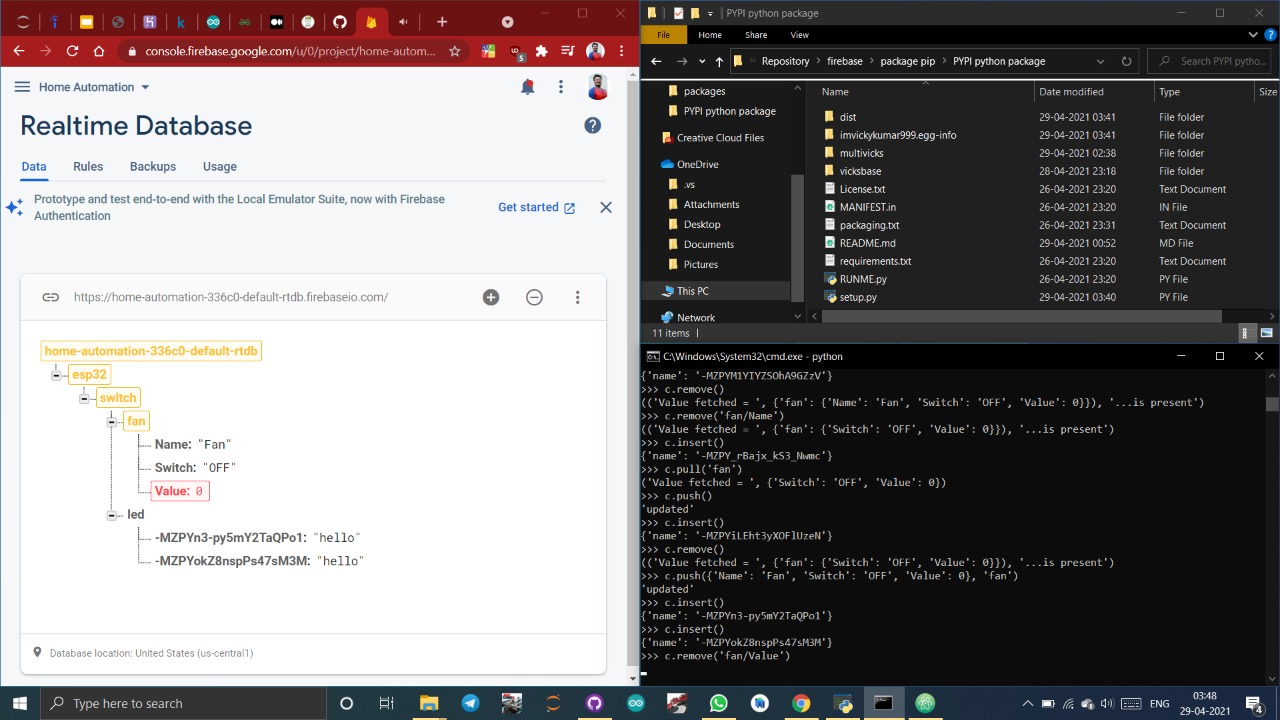 console.firebase.google.com/u/0/project/home-autom...
5
Home Automation
Realtime Database
Data Rules Backups Usage
Prototype and test end-to-end with the Local Emulator Suite, now with Firebase
Authentication
Get started
https://home-automation-336c0-default-rtdb.firebaseio.com/
home-automation-336c0-default-rtdb
esp32
switch
fan
Name: "Fan"
Switch: "OFF"
Value: 0
led
-MZPYn3-py5mY2TaQPo1: "hello"
-MZPYokZ8nspPs47sM3M: "hello"
Database location: United States (us-central1)
PYPI python package
File Home Share View
Repository firebase package pip PYPI python package
Search PYPI pytho...
packages
PYPI python package
Creative Cloud Files
OneDrive
.vs
Attachments
Desktop
Documents
Pictures
This PC
Network
Name Date modified Type Size
dist 29-04-2021 03:41 File folder
imvickykumar999.egg-info 29-04-2021 03:41 File folder
multivicks 29-04-2021 02:38 File folder
vicksbase 28-04-2021 23:18 File folder
License.txt 26-04-2021 23:20 Text Document
MANIFEST.in 26-04-2021 23:20 IN File
packaging.txt 26-04-2021 23:31 Text Document
README.md 29-04-2021 00:52 MD File
requirements.txt 26-04-2021 23:20 Text Document
RUNME.py 26-04-2021 23:20 PY File
setup.py 29-04-2021 03:40 PY File
11 items
C:\Windows\System32\cmd.exe - python
{'name': '-MZPYM1YIYZSOhA9GZzV'}
>>> c.remove()
(('Value fetched = ', {'fan': {'Name': 'Fan', 'Switch': 'OFF', 'Value': 0}}), '...is present')
>>> c.remove('fan/Name')
(('Value fetched = ', {'fan': {'Switch': 'OFF', 'Value': 0}}), '...is present')
>>> c.insert()
{'name': '-MZPY_rBajx_kS3_Nwmc'}
>>> c.pull('fan')
('Value fetched = ', {'Switch': 'OFF', 'Value': 0})
>>> c.push()
'updated'
>>> c.insert()
{'name': '-MZPYiLEht3yXOFlUzeN'}
>>> c.remove()
(('Value fetched = ', {'fan': {'Switch': 'OFF', 'Value': 0}}), '...is present')
>>> c.push({'Name': 'Fan', 'Switch': 'OFF', 'Value': 0}, 'fan')
'updated'
>>> c.insert()
{'name': '-MZPYn3-py5mY2TaQPo1'}
>>> c.insert()
{'name': '-MZPYokZ8nspPs47sM3M'}
>>> c.remove('fan/Value')
Type here to search
ENG
03:48
29-04-2021
4